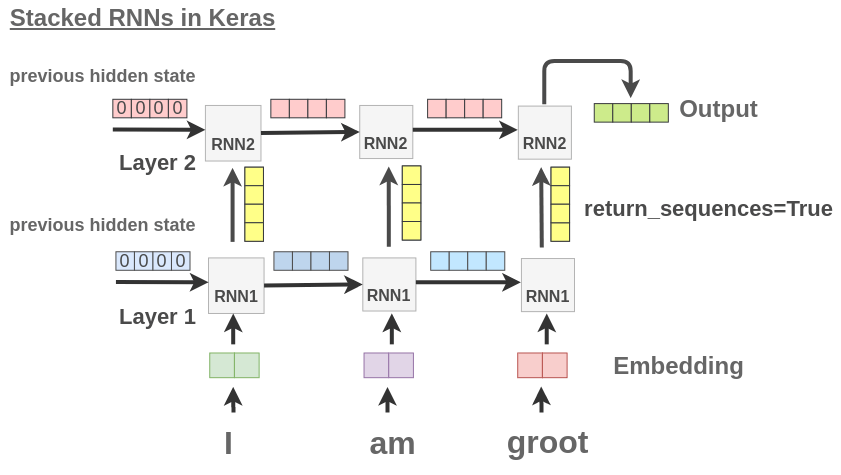 Stacked RNNs in Keras
previous hidden state
0 0 0 0
Output
RNN2 RNN2 RNN2
Layer 2
return_sequences=True
previous hidden state
0 0 0 0
RNN1 RNN1 RNN1
Layer 1
Embedding
I am groot